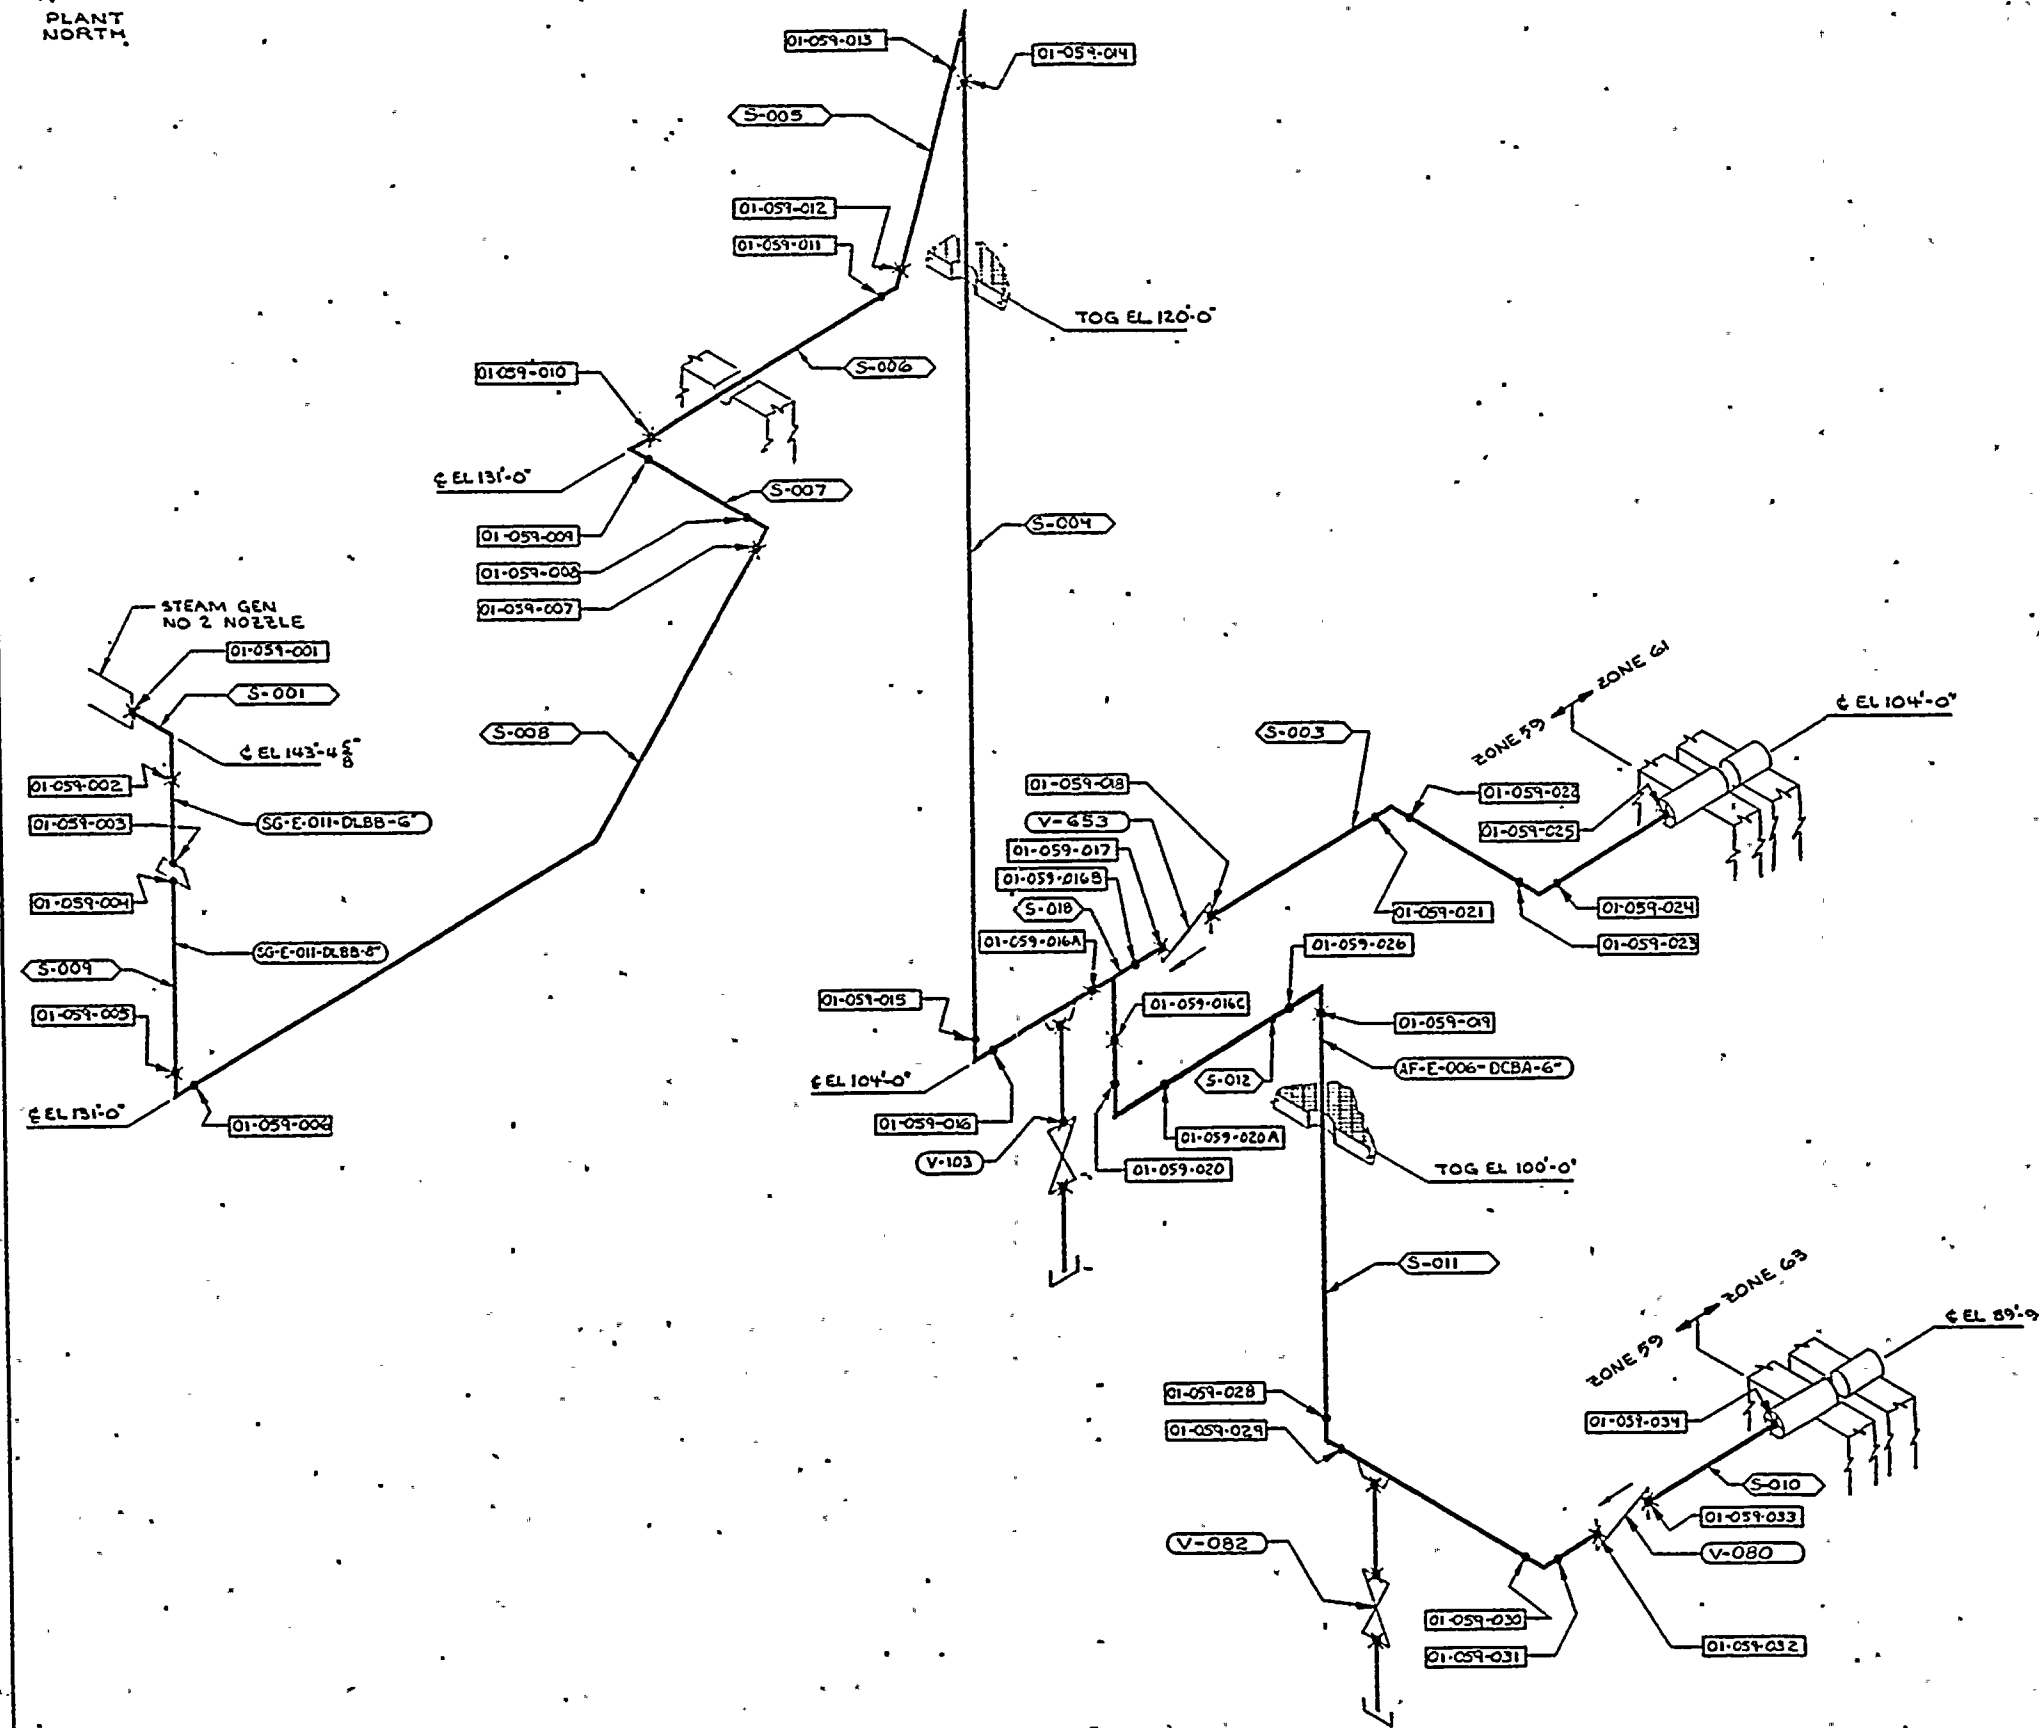 PLANT
NORTH
01-059-013
01-059-014
S-005
01-059-012
01-059-011
TOG EL 120'-0"
01-059-010
S-006
¢ EL 131'-0"
S-007
01-059-009
S-004
01-059-008
01-059-007
STEAM GEN
NO 2 NOZZLE
01-059-001
S-001
¢ EL 143'-4 5/8"
S-008
ZONE 61
ZONE 59
¢ EL 104'-0"
S-003
01-059-002
01-059-003
SG-E-011-DLBB-6"
01-059-018
V-653
01-059-017
01-059-016B
01-059-022
01-059-025
01-059-004
S-018
01-059-021
01-059-024
01-059-023
SG-E-011-DLBB-8"
S-009
01-059-016A
01-059-026
01-059-005
01-059-015
01-059-016C
01-059-019
¢ EL 104'-0"
S-012
AF-E-006-DCBA-6"
¢ EL 131'-0"
01-059-006
01-059-016
01-059-020A
V-103
01-059-020
TOG EL 100'-0"
S-011
ZONE 63
ZONE 59
¢ EL 89'-9
01-059-028
01-059-029
01-059-034
S-010
01-059-033
V-080
V-082
01-059-030
01-059-031
01-059-032